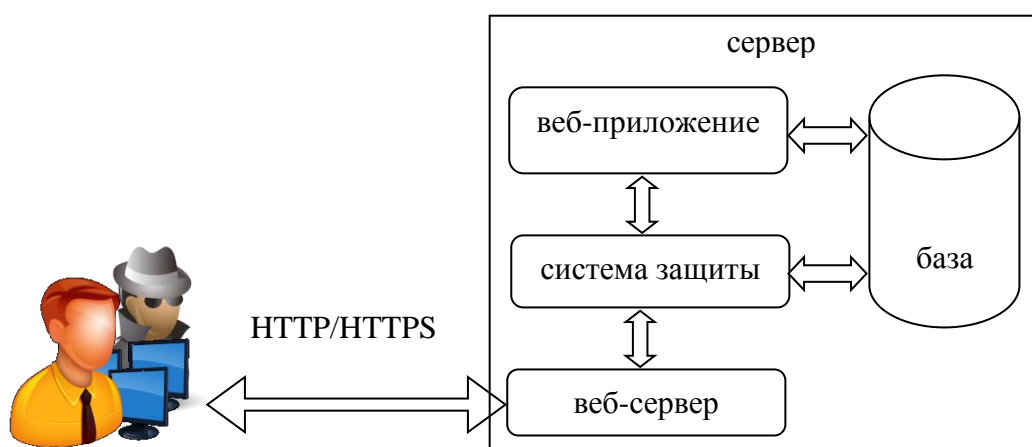 сервер
веб-приложение
система защиты
база
HTTP/HTTPS
веб-сервер